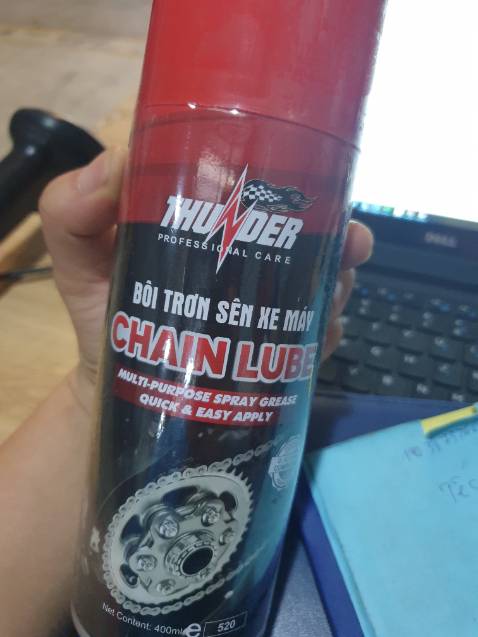 THUNDER
PROFESSIONAL CARE
BÔI TRƠN SÊN XE MÁY
CHAIN LUBE
MULTI-PURPOSE SPRAY GREASE
QUICK & EASY APPLY
Net Content: 400ml e 520
DELL